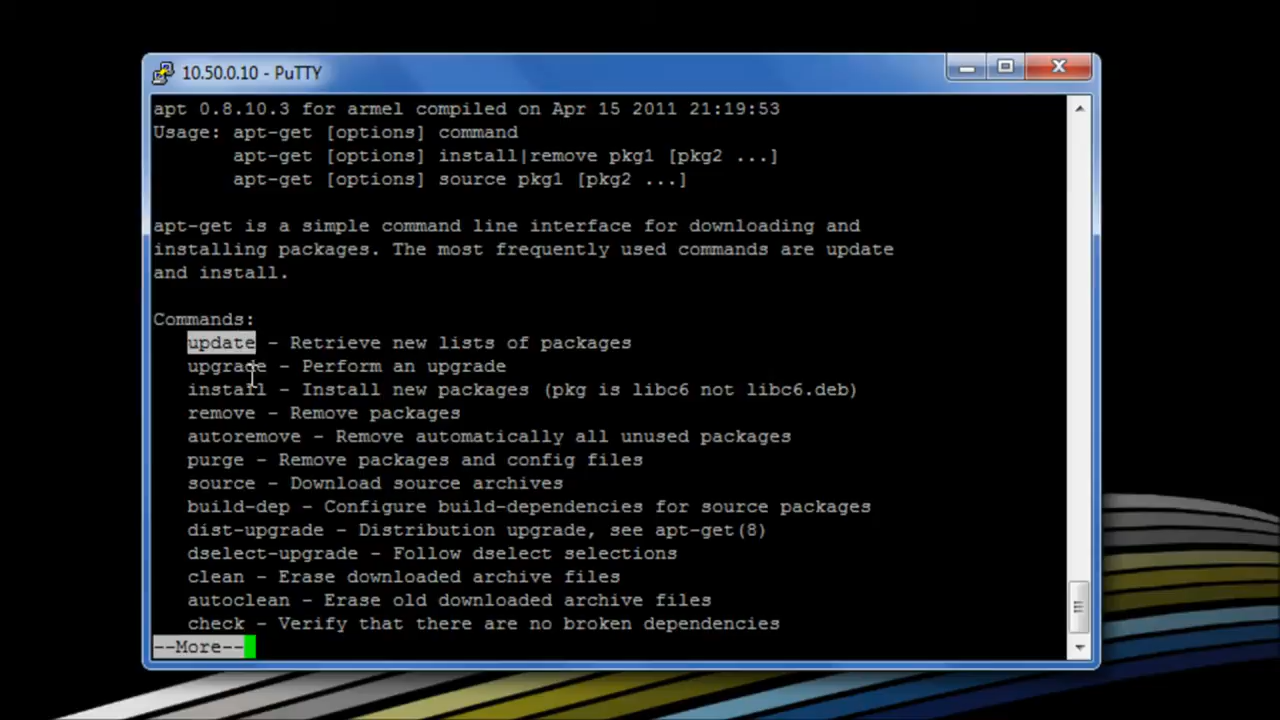 10.50.0.10 - PuTTY
apt 0.8.10.3 for armel compiled on Apr 15 2011 21:19:53
Usage: apt-get [options] command
apt-get [options] install|remove pkg1 [pkg2 ...]
apt-get [options] source pkg1 [pkg2 ...]
apt-get is a simple command line interface for downloading and
installing packages. The most frequently used commands are update
and install.
Commands:
update - Retrieve new lists of packages
upgrade - Perform an upgrade
install - Install new packages (pkg is libc6 not libc6.deb)
remove - Remove packages
autoremove - Remove automatically all unused packages
purge - Remove packages and config files
source - Download source archives
build-dep - Configure build-dependencies for source packages
dist-upgrade - Distribution upgrade, see apt-get(8)
dselect-upgrade - Follow dselect selections
clean - Erase downloaded archive files
autoclean - Erase old downloaded archive files
check - Verify that there are no broken dependencies
--More--